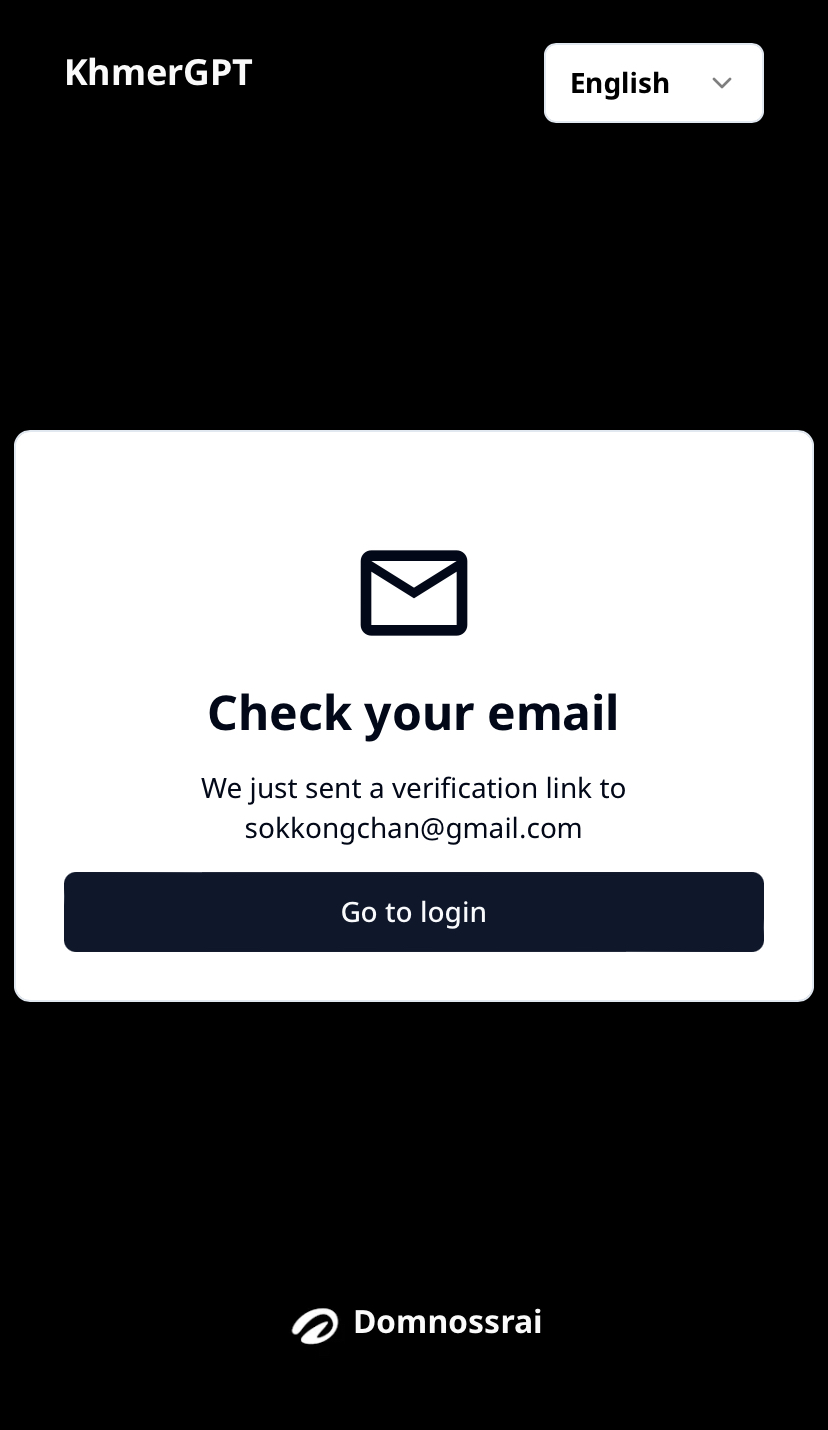 KhmerGPT
English
Check your email
We just sent a verification link to
sokkongchan@gmail.com
Go to login
Domnossrai